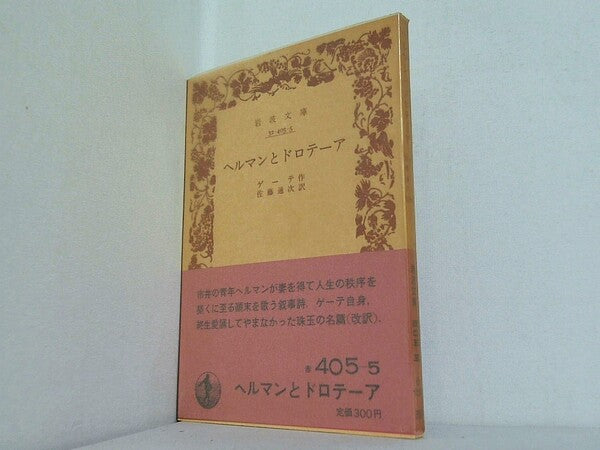 岩波文庫
32-405-5
ヘルマンとドロテーア
ゲーテ作
佐藤通次訳
市井の青年ヘルマンが妻を得て人生の秩序を
築くに至る顚末を歌う叙事詩．ゲーテ自身，
終生愛誦してやまなかった珠玉の名篇（改訳）．
赤 405-5
ヘルマンとドロテーア
定価300円